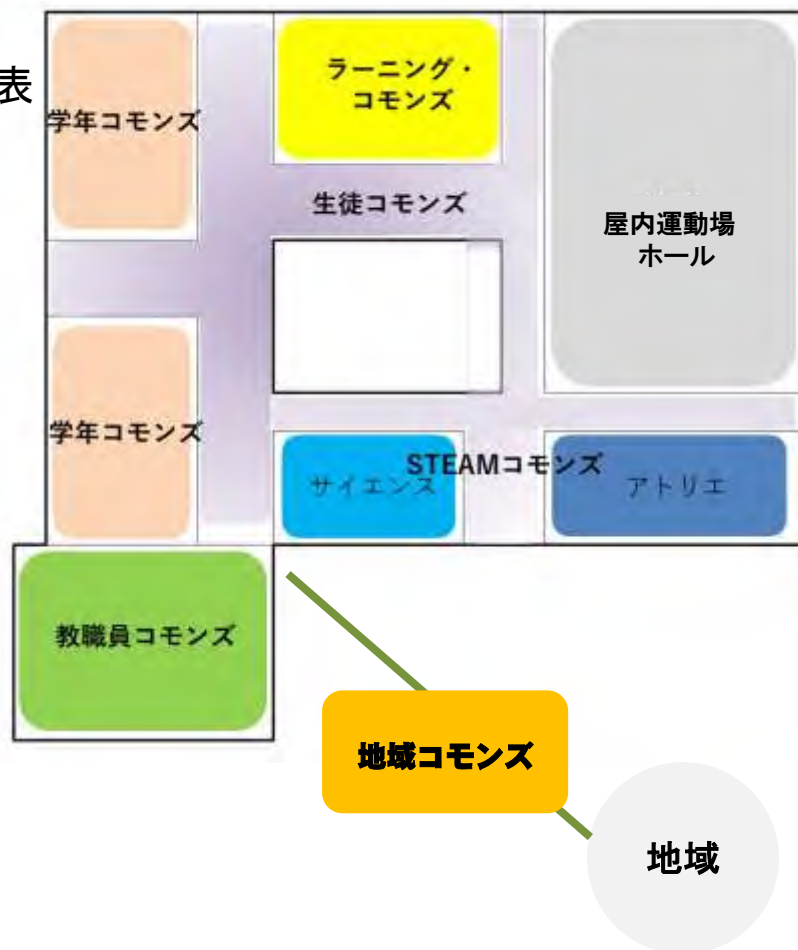 表
ラーニング・
コモンズ
学年コモンズ
生徒コモンズ
屋内運動場
ホール
学年コモンズ
STEAMコモンズ
サイエンス
アトリエ
教職員コモンズ
地域コモンズ
地域